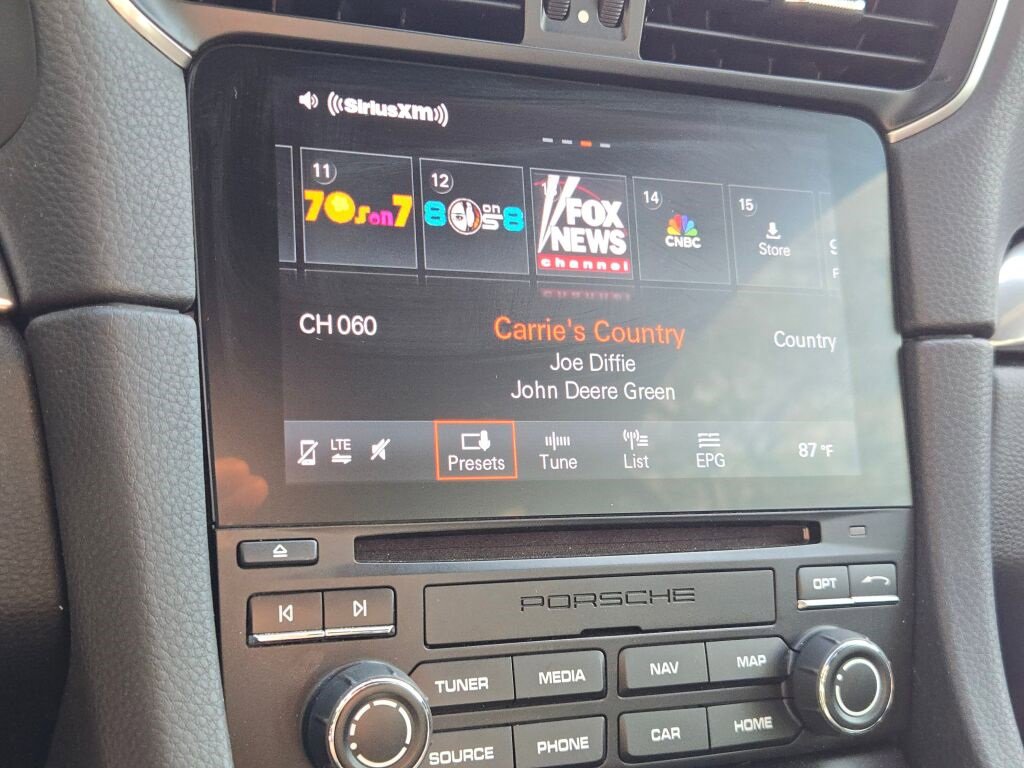 SiriusXM
11
70s on 7
12
80s on 8
FOX
NEWS
channel
14
CNBC
15
Store
CH 060
Carrie's Country
Country
Joe Diffie
John Deere Green
LTE
Presets
Tune
List
EPG
87 °F
PORSCHE
OPT
TUNER
MEDIA
NAV
MAP
SOURCE
PHONE
CAR
HOME